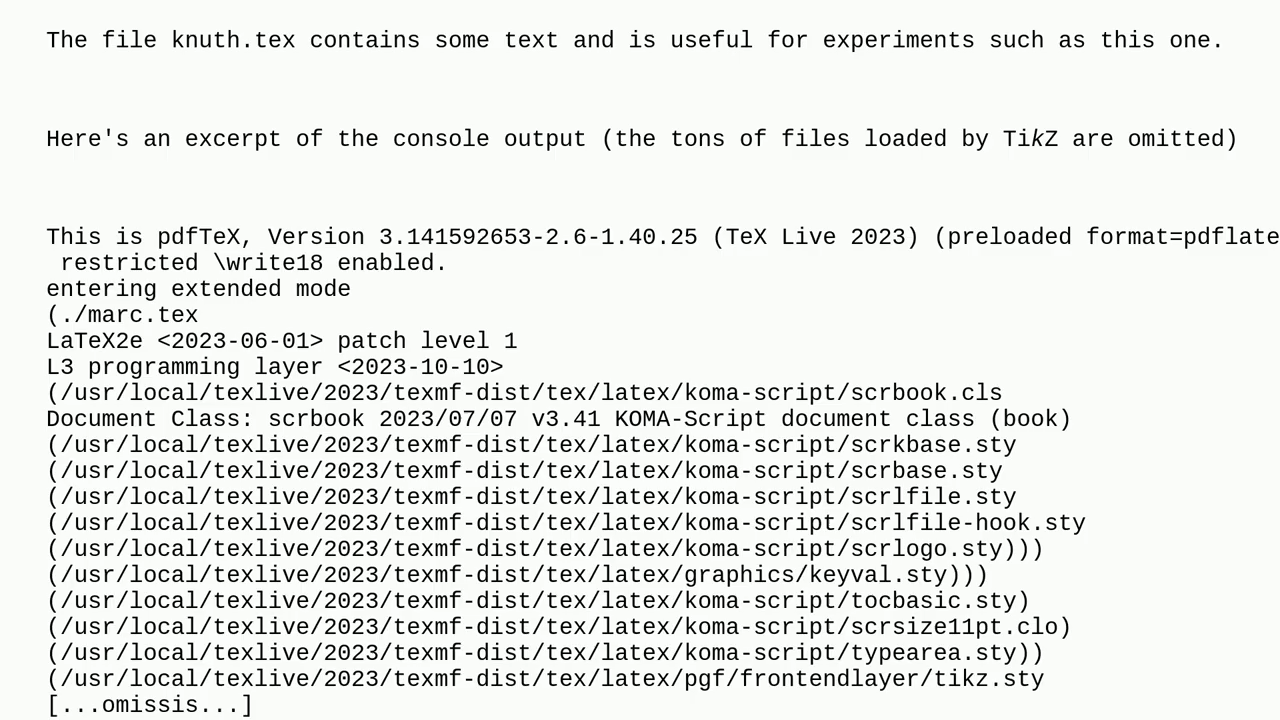 The file knuth.tex contains some text and is useful for experiments such as this one.
Here's an excerpt of the console output (the tons of files loaded by TikZ are omitted)
This is pdfTeX, Version 3.141592653-2.6-1.40.25 (TeX Live 2023) (preloaded format=pdflate
restricted \write18 enabled.
entering extended mode
(./marc.tex
LaTeX2e <2023-06-01> patch level 1
L3 programming layer <2023-10-10>
(/usr/local/texlive/2023/texmf-dist/tex/latex/koma-script/scrbook.cls
Document Class: scrbook 2023/07/07 v3.41 KOMA-Script document class (book)
(/usr/local/texlive/2023/texmf-dist/tex/latex/koma-script/scrkbase.sty
(/usr/local/texlive/2023/texmf-dist/tex/latex/koma-script/scrbase.sty
(/usr/local/texlive/2023/texmf-dist/tex/latex/koma-script/scrlfile.sty
(/usr/local/texlive/2023/texmf-dist/tex/latex/koma-script/scrlfile-hook.sty
(/usr/local/texlive/2023/texmf-dist/tex/latex/koma-script/scrlogo.sty)))
(/usr/local/texlive/2023/texmf-dist/tex/latex/graphics/keyval.sty)))
(/usr/local/texlive/2023/texmf-dist/tex/latex/koma-script/tocbasic.sty)
(/usr/local/texlive/2023/texmf-dist/tex/latex/koma-script/scrsize11pt.clo)
(/usr/local/texlive/2023/texmf-dist/tex/latex/koma-script/typearea.sty))
(/usr/local/texlive/2023/texmf-dist/tex/latex/pgf/frontendlayer/tikz.sty
[...omissis...]